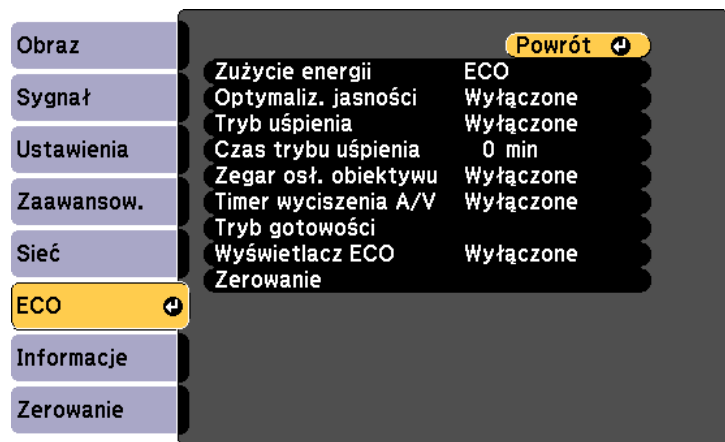 Obraz
Sygnał
Ustawienia
Zaawansow.
Sieć
ECO
Informacje
Zerowanie
Powrót
Zużycie energii ECO
Optymaliz. jasności Wyłączone
Tryb uśpienia Wyłączone
Czas trybu uśpienia 0 min
Zegar osł. obiektywu Wyłączone
Timer wyciszenia A/V Wyłączone
Tryb gotowości
Wyświetlacz ECO Wyłączone
Zerowanie